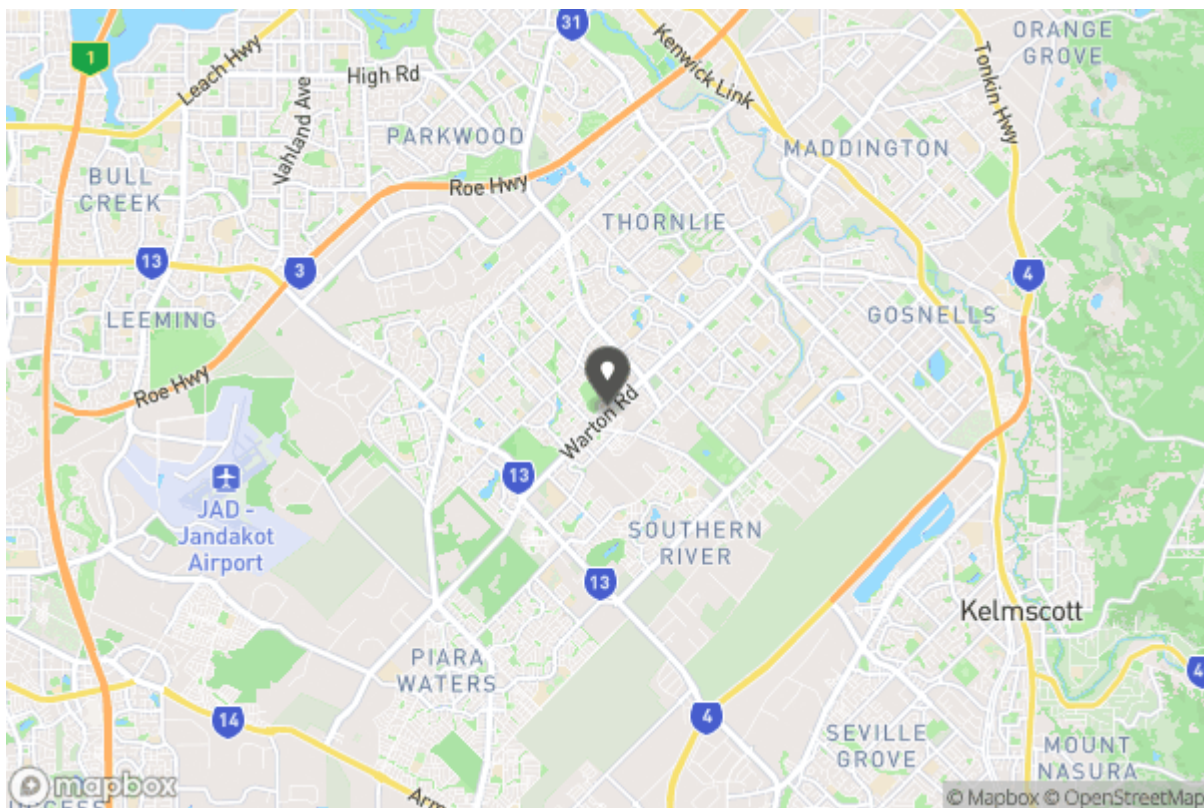 ORANGE
GROVE
31
1
Leach Hwy
High Rd
Kenwick Link
Tonkin Hwy
Vahland Ave
PARKWOOD
MADDINGTON
BULL
CREEK
Roe Hwy
THORNLIE
13
3
4
LEEMING
GOSNELLS
Roe Hwy
Warton Rd
13
JAD -
Jandakot
Airport
SOUTHERN
RIVER
13
Kelmscott
PIARA
WATERS
4
14
4
SEVILLE
GROVE
MOUNT
NASURA
Arm
mapbox
© Mapbox © OpenStreetMap